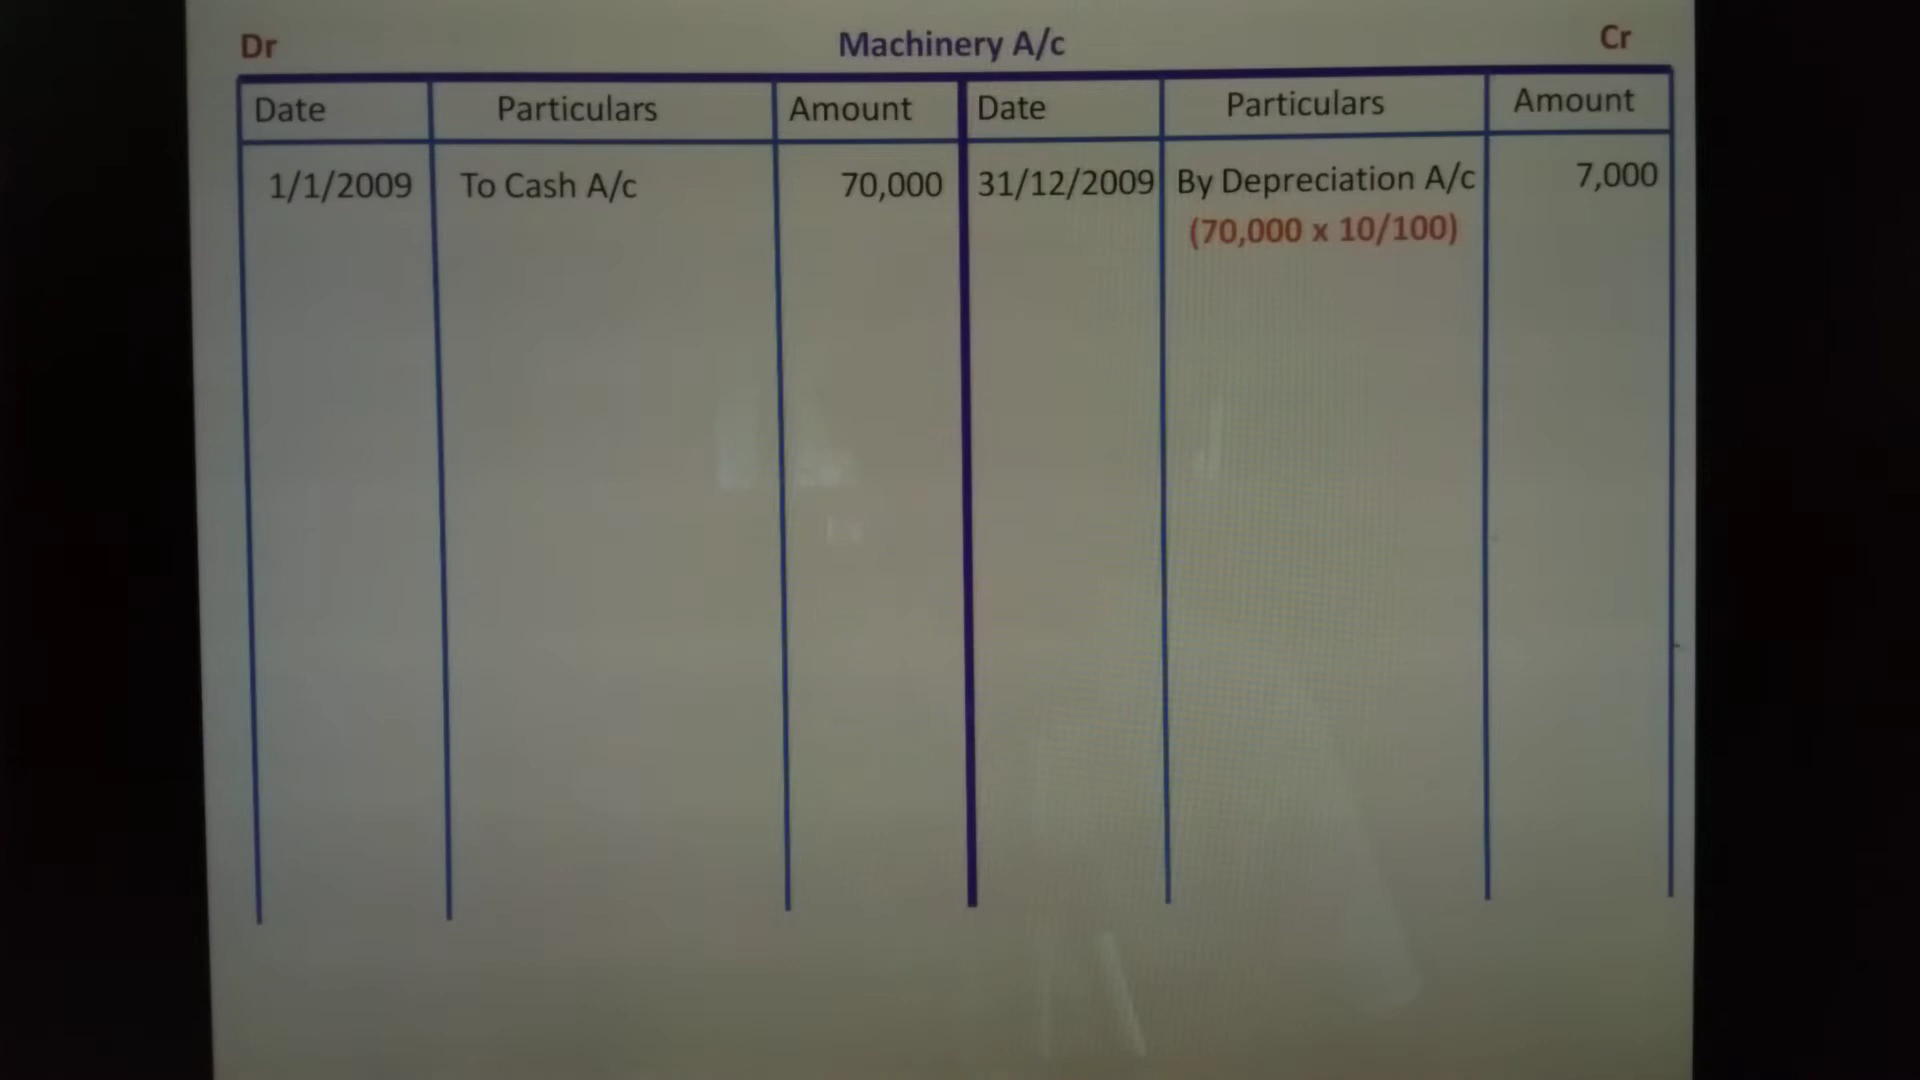 Dr Machinery A/c Cr
Date Particulars Amount Date Particulars Amount
1/1/2009 To Cash A/c 70,000 31/12/2009 By Depreciation A/c 7,000
(70,000 x 10/100)